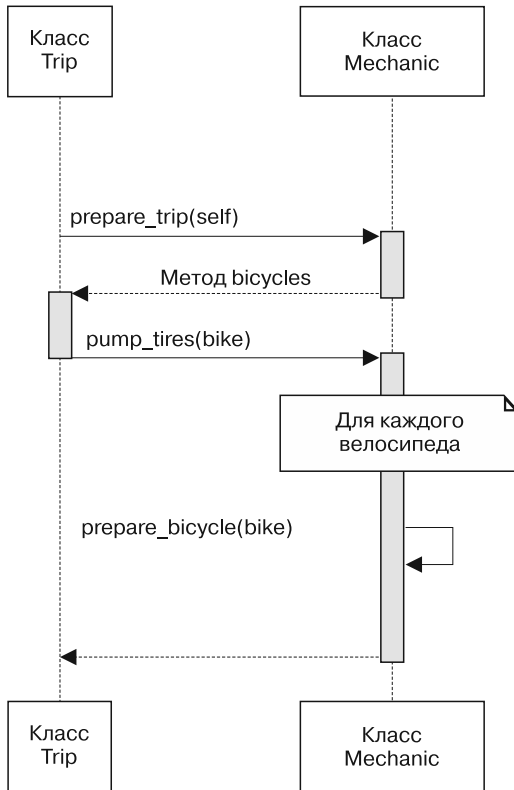 Класс
Trip
Класс
Mechanic
prepare_trip(self)
Метод bicycles
pump_tires(bike)
Для каждого
велосипеда
prepare_bicycle(bike)
Класс
Trip
Класс
Mechanic